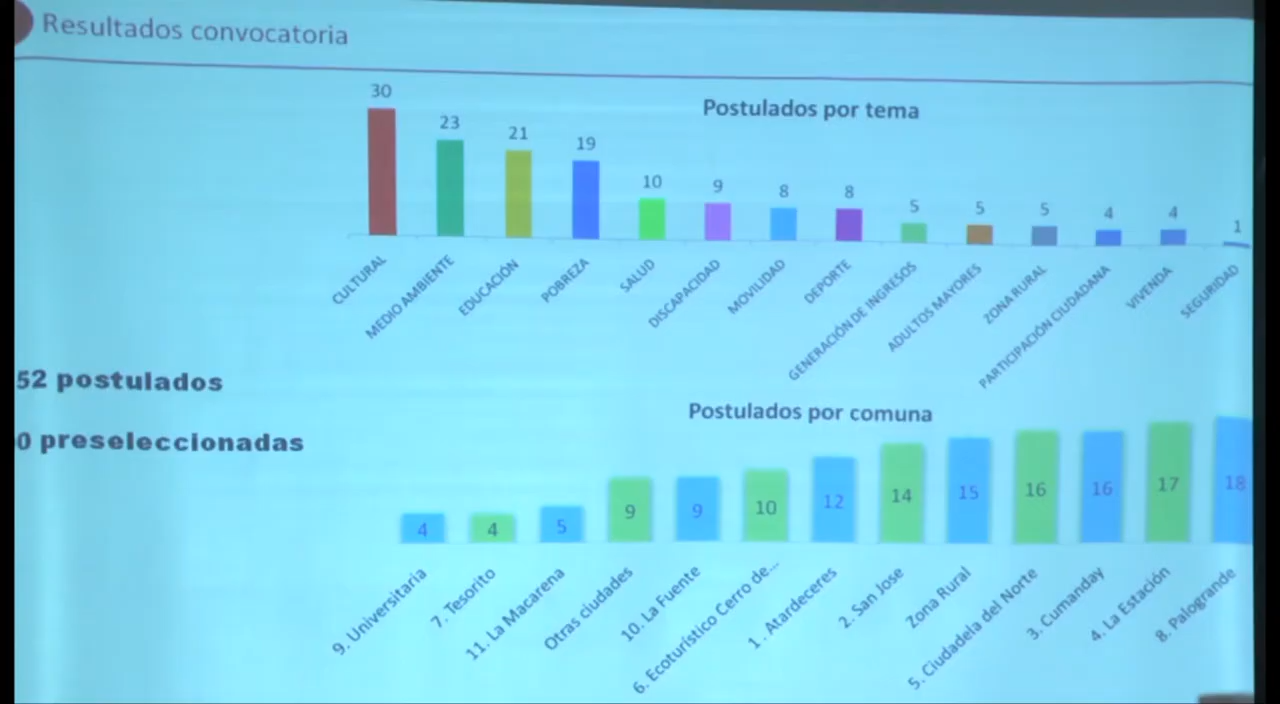 Resultados convocatoria
Postulados por tema
30
23
21
19
10
9
8
8
5
5
5
4
4
1
CULTURAL
MEDIO AMBIENTE
EDUCACIÓN
POBREZA
SALUD
DISCAPACIDAD
MOVILIDAD
DEPORTE
GENERACIÓN DE INGRESOS
ADULTOS MAYORES
ZONA RURAL
PARTICIPACIÓN CIUDADANA
VIVENDA
SEGURIDAD
52 postulados
0 preseleccionadas
Postulados por comuna
4
4
5
9
9
10
12
14
15
16
16
17
18
9. Universitaria
7. Tesorito
11. La Macarena
Otras ciudades
10. La Fuente
6. Ecoturístico Cerro de...
1 . Atardeceres
2. San Jose
Zona Rural
5. Ciudadela del Norte
3. Cumanday
4. La Estación
8. Palogrande